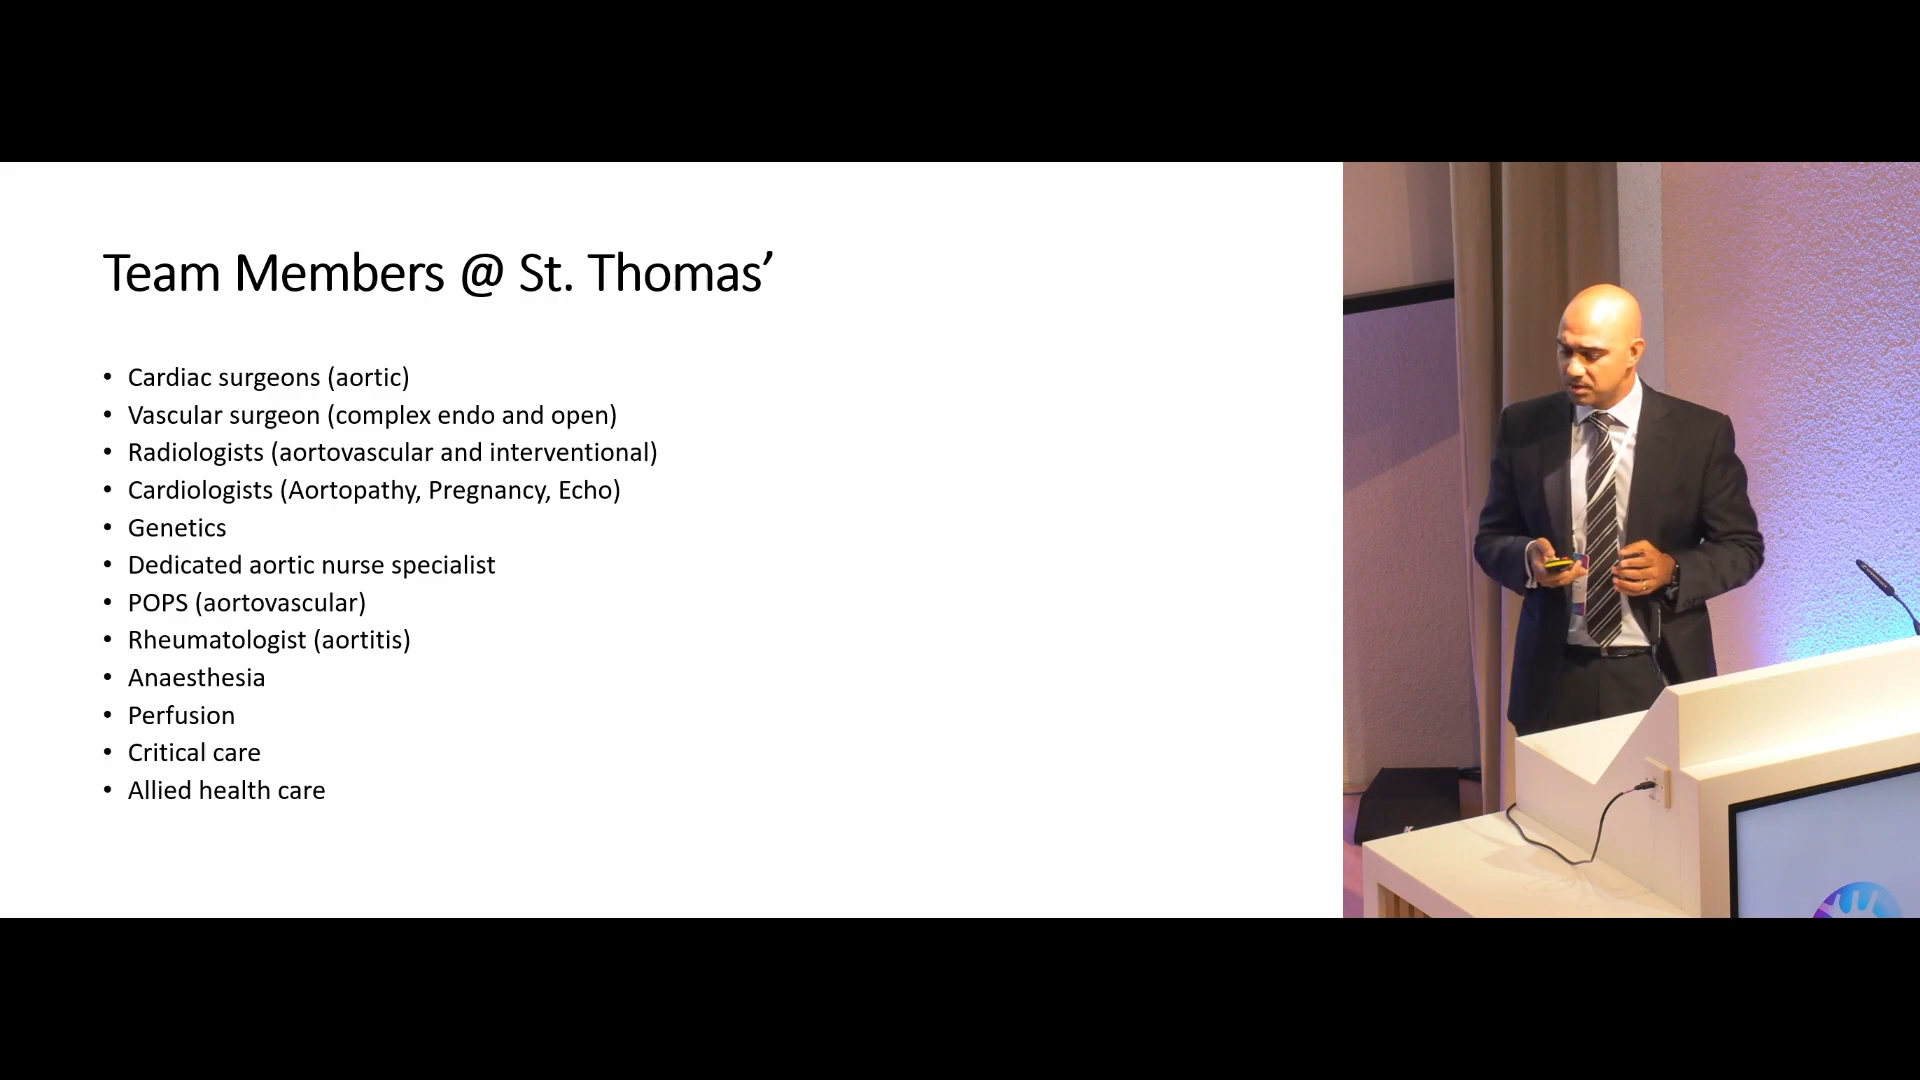 Team Members @ St. Thomas’
• Cardiac surgeons (aortic)
• Vascular surgeon (complex endo and open)
• Radiologists (aortovascular and interventional)
• Cardiologists (Aortopathy, Pregnancy, Echo)
• Genetics
• Dedicated aortic nurse specialist
• POPS (aortovascular)
• Rheumatologist (aortitis)
• Anaesthesia
• Perfusion
• Critical care
• Allied health care